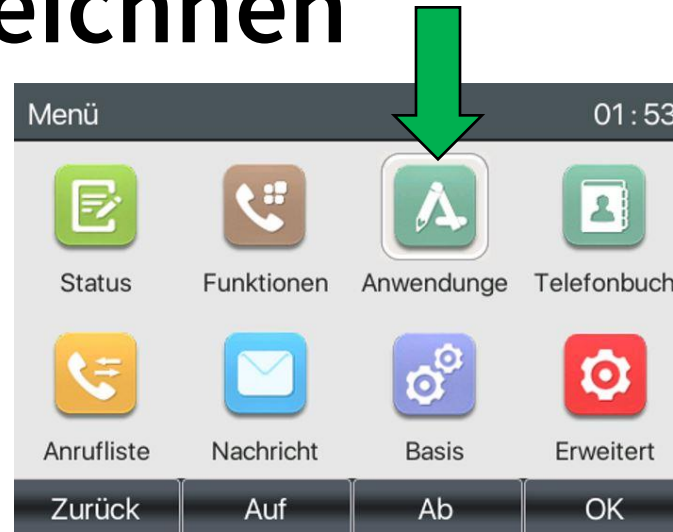 eichnen
Menü 01:53
Status Funktionen Anwendunge Telefonbuch
Anrufliste Nachricht Basis Erweitert
Zurück Auf Ab OK